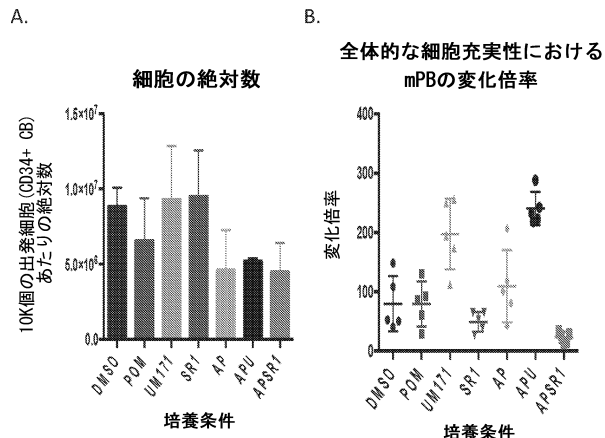 A.
細胞の絶対数
10K個の出発細胞(CD34+ CB)
あたりの絶対数
1.5×10⁷
1.0×10⁷
5.0×10⁶
0.0
DMSO
POM
UM171
SR1
AP
APU
APSR1
培養条件
B.
全体的な細胞充実性における
mPBの変化倍率
変化倍率
400
300
200
100
0
DMSO
POM
UM171
SR1
AP
APU
APSR1
培養条件